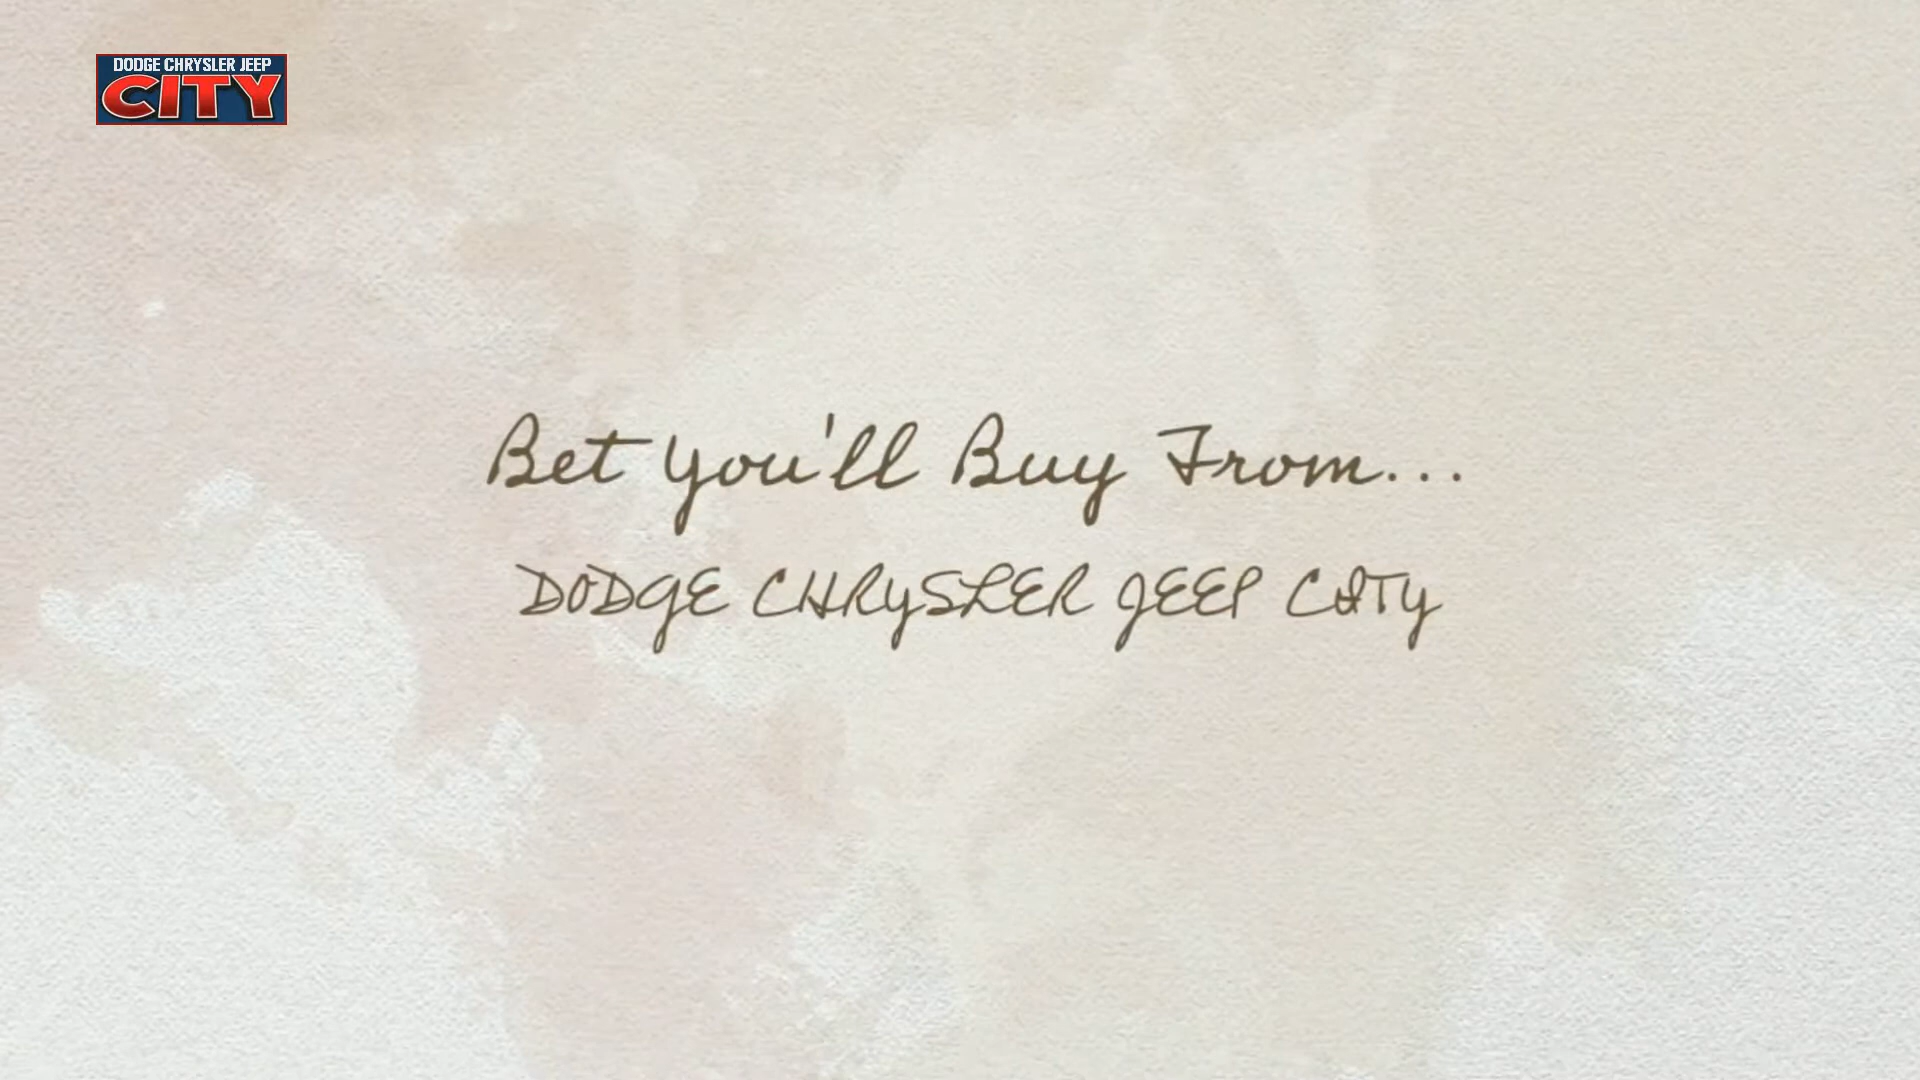 DODGE CHRYSLER JEEP
CITY
Bet You'll Buy From...
DODGE CHRYSLER JEEP CITY